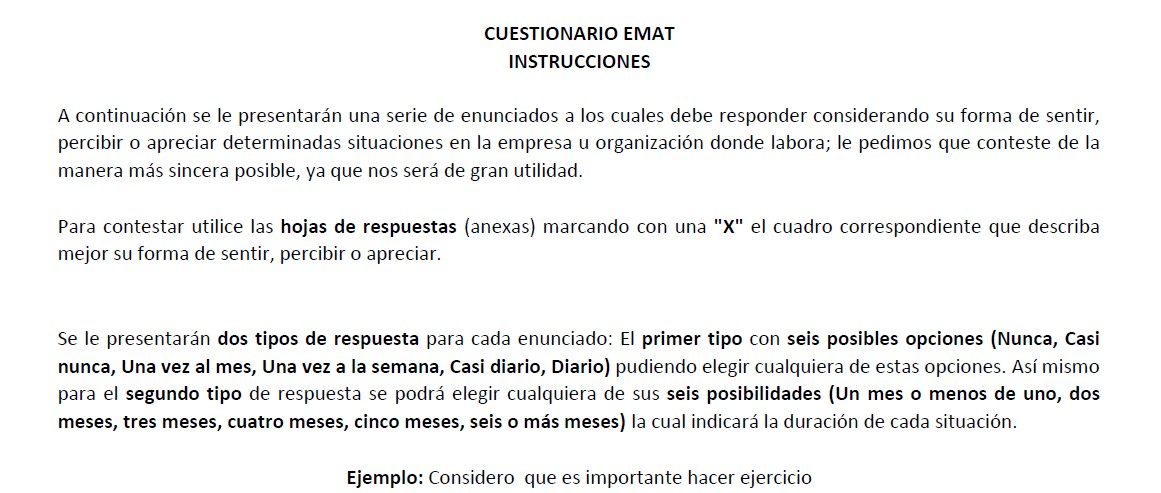 CUESTIONARIO EMAT
INSTRUCCIONES
A continuación se le presentarán una serie de enunciados a los cuales debe responder considerando su forma de sentir,
percibir o apreciar determinadas situaciones en la empresa u organización donde labora; le pedimos que conteste de la
manera más sincera posible, ya que nos será de gran utilidad.
Para contestar utilice las hojas de respuestas (anexas) marcando con una "X" el cuadro correspondiente que describa
mejor su forma de sentir, percibir o apreciar.
Se le presentarán dos tipos de respuesta para cada enunciado: El primer tipo con seis posibles opciones (Nunca, Casi
nunca, Una vez al mes, Una vez a la semana, Casi diario, Diario) pudiendo elegir cualquiera de estas opciones. Así mismo
para el segundo tipo de respuesta se podrá elegir cualquiera de sus seis posibilidades (Un mes o menos de uno, dos
meses, tres meses, cuatro meses, cinco meses, seis o más meses) la cual indicará la duración de cada situación.
Ejemplo: Considero que es importante hacer ejercicio